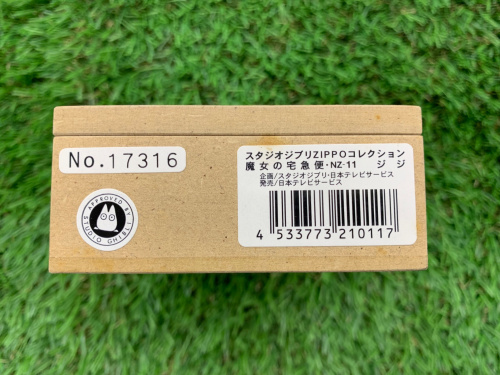 No.17316
APPROVED BY
STUDIO GHIBLI
スタジオジブリZIPPOコレクション
魔女の宅急便・NZ-11 ジジ
企画/スタジオジブリ・日本テレビサービス
発売/日本テレビサービス
4 533773 210117